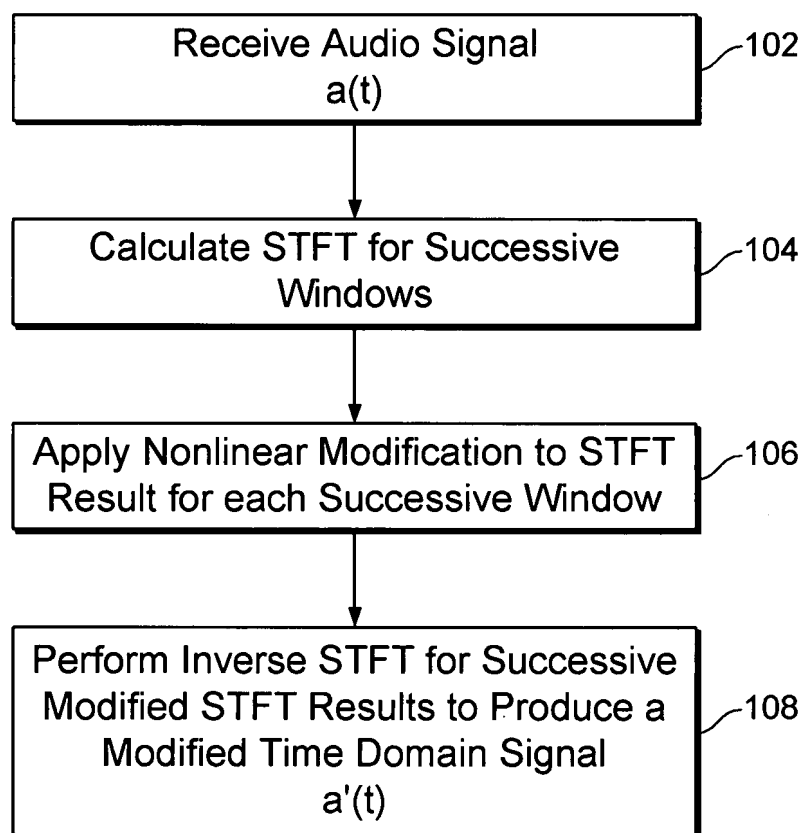 Receive Audio Signal
a(t)
102
Calculate STFT for Successive
Windows
104
Apply Nonlinear Modification to STFT
Result for each Successive Window
106
Perform Inverse STFT for Successive
Modified STFT Results to Produce a
Modified Time Domain Signal
a'(t)
108